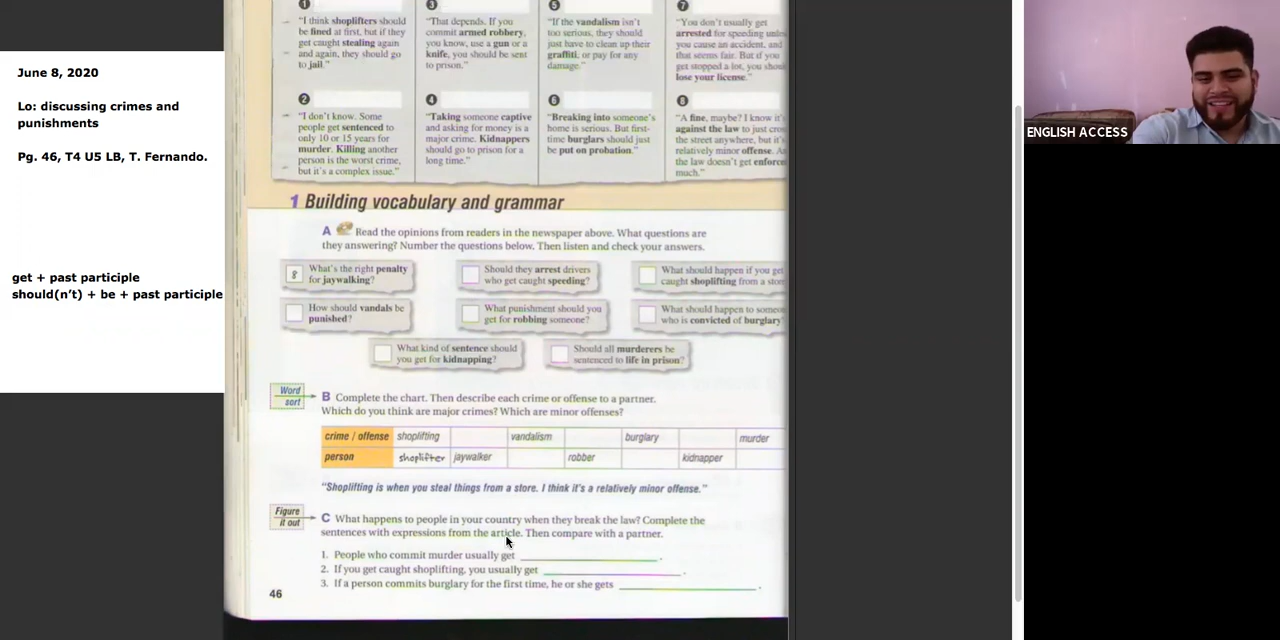 June 8, 2020
Lo: discussing crimes and
punishments
Pg. 46, T4 U5 LB, T. Fernando.
get + past participle
should(n't) + be + past participle
1
"I think shoplifters should
be fined at first, but if they
get caught stealing again
and again, they should go
to jail."
3
"That depends. If you
commit armed robbery,
you know, use a gun or a
knife, you should be sent
to prison."
5
"If the vandalism isn't
too serious, they should
just have to clean up their
graffiti, or pay for any
damage."
7
"You don't usually get
arrested for speeding unles
you cause an accident, and
that seems fair. But if you
get stopped a lot, you shoul
lose your license."
2
"I don't know. Some
people get sentenced to
only 10 or 15 years for
murder. Killing another
person is the worst crime,
but it's a complex issue."
4
"Taking someone captive
and asking for money is a
major crime. Kidnappers
should go to prison for a
long time."
6
"Breaking into someone's
home is serious. But first-
time burglars should just
be put on probation."
8
"A fine, maybe? I know it's
against the law to just cros
the street anywhere, but it's
relatively minor offense. An
the law doesn't get enforce
much."
1 Building vocabulary and grammar
A Read the opinions from readers in the newspaper above. What questions are
they answering? Number the questions below. Then listen and check your answers.
8 What's the right penalty
for jaywalking?
Should they arrest drivers
who get caught speeding?
What should happen if you get
caught shoplifting from a store
How should vandals be
punished?
What punishment should you
get for robbing someone?
What should happen to someon
who is convicted of burglary?
What kind of sentence should
you get for kidnapping?
Should all murderers be
sentenced to life in prison?
Word
sort
B Complete the chart. Then describe each crime or offense to a partner.
Which do you think are major crimes? Which are minor offenses?
crime / offense shoplifting vandalism burglary murder
person shoplifter jaywalker robber kidnapper
"Shoplifting is when you steal things from a store. I think it's a relatively minor offense."
Figure
it out
C What happens to people in your country when they break the law? Complete the
sentences with expressions from the article. Then compare with a partner.
1. People who commit murder usually get ____.
2. If you get caught shoplifting, you usually get ____.
3. If a person commits burglary for the first time, he or she gets ____.
46
ENGLISH ACCESS